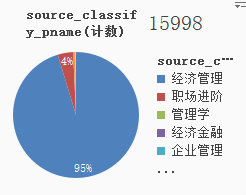 source_classif
y_pname(计数)
15998
source_c…
经济管理
职场进阶
管理学
经济金融
企业管理
...
4%
95%